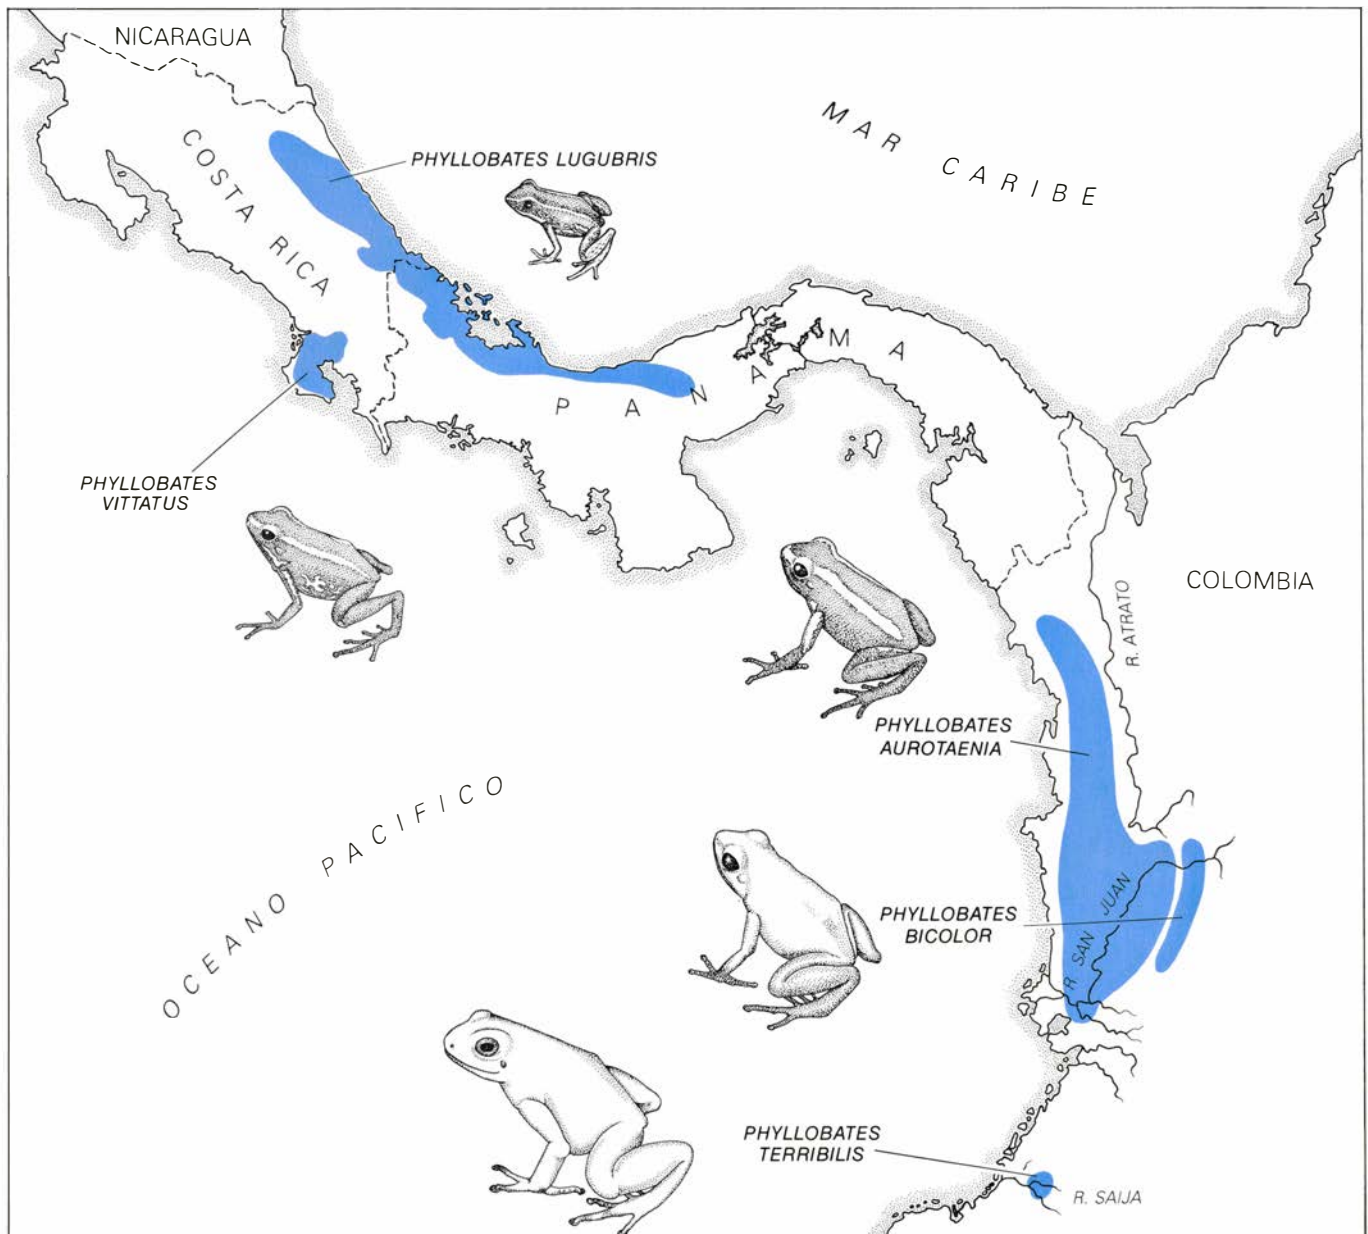 NICARAGUA
MAR CARIBE
COSTA RICA
PHYLLOBATES LUGUBRIS
PANAMA
PHYLLOBATES
VITTATUS
COLOMBIA
R. ATRATO
PHYLLOBATES
AUROTAENIA
OCEANO PACIFICO
PHYLLOBATES
BICOLOR
R SAN JUAN
PHYLLOBATES
TERRIBILIS
R. SAIJA